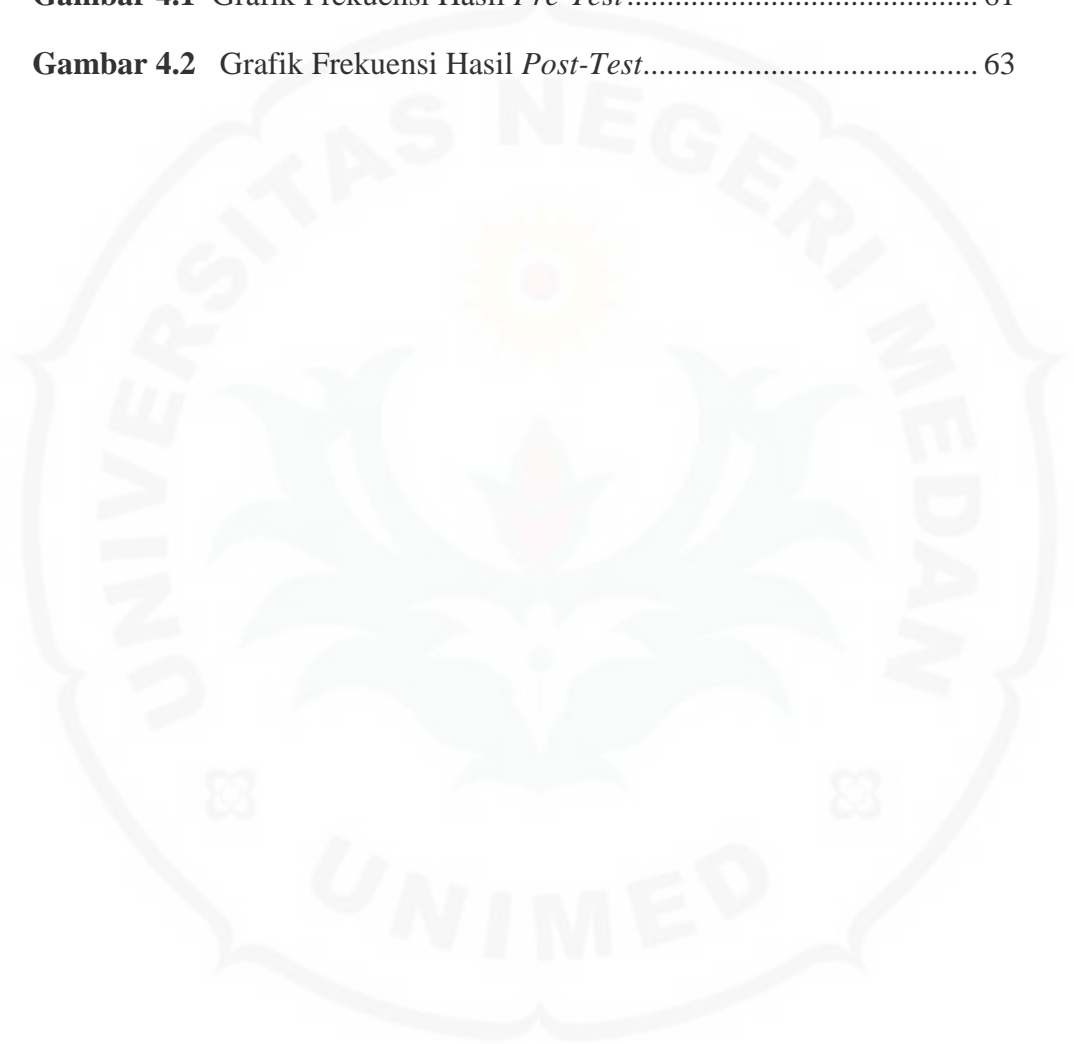 Gambar 4.1 Grafik Frekuensi Hasil Pre-Test........................................... 61
Gambar 4.2 Grafik Frekuensi Hasil Post-Test..................................... 63
UNIVERSITAS NEGERI MEDAN
UNIMED